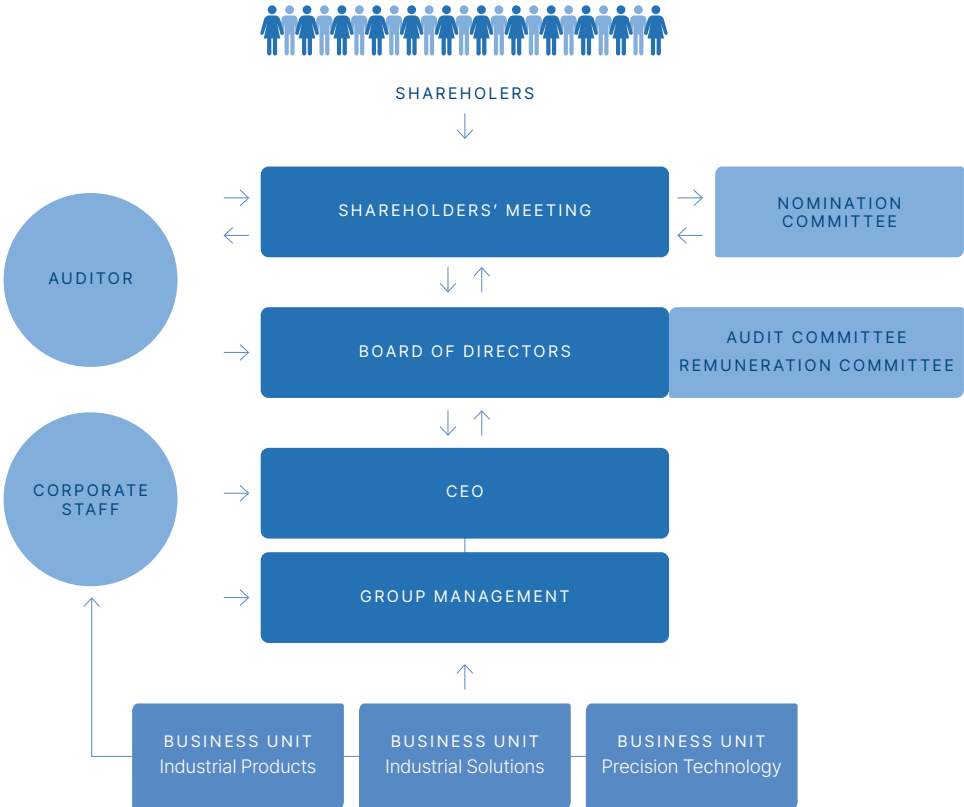 SHAREHOLERS
SHAREHOLDERS’ MEETING
NOMINATION
COMMITTEE
AUDITOR
BOARD OF DIRECTORS
AUDIT COMMITTEE
REMUNERATION COMMITTEE
CORPORATE
STAFF
CEO
GROUP MANAGEMENT
BUSINESS UNIT
Industrial Products
BUSINESS UNIT
Industrial Solutions
BUSINESS UNIT
Precision Technology